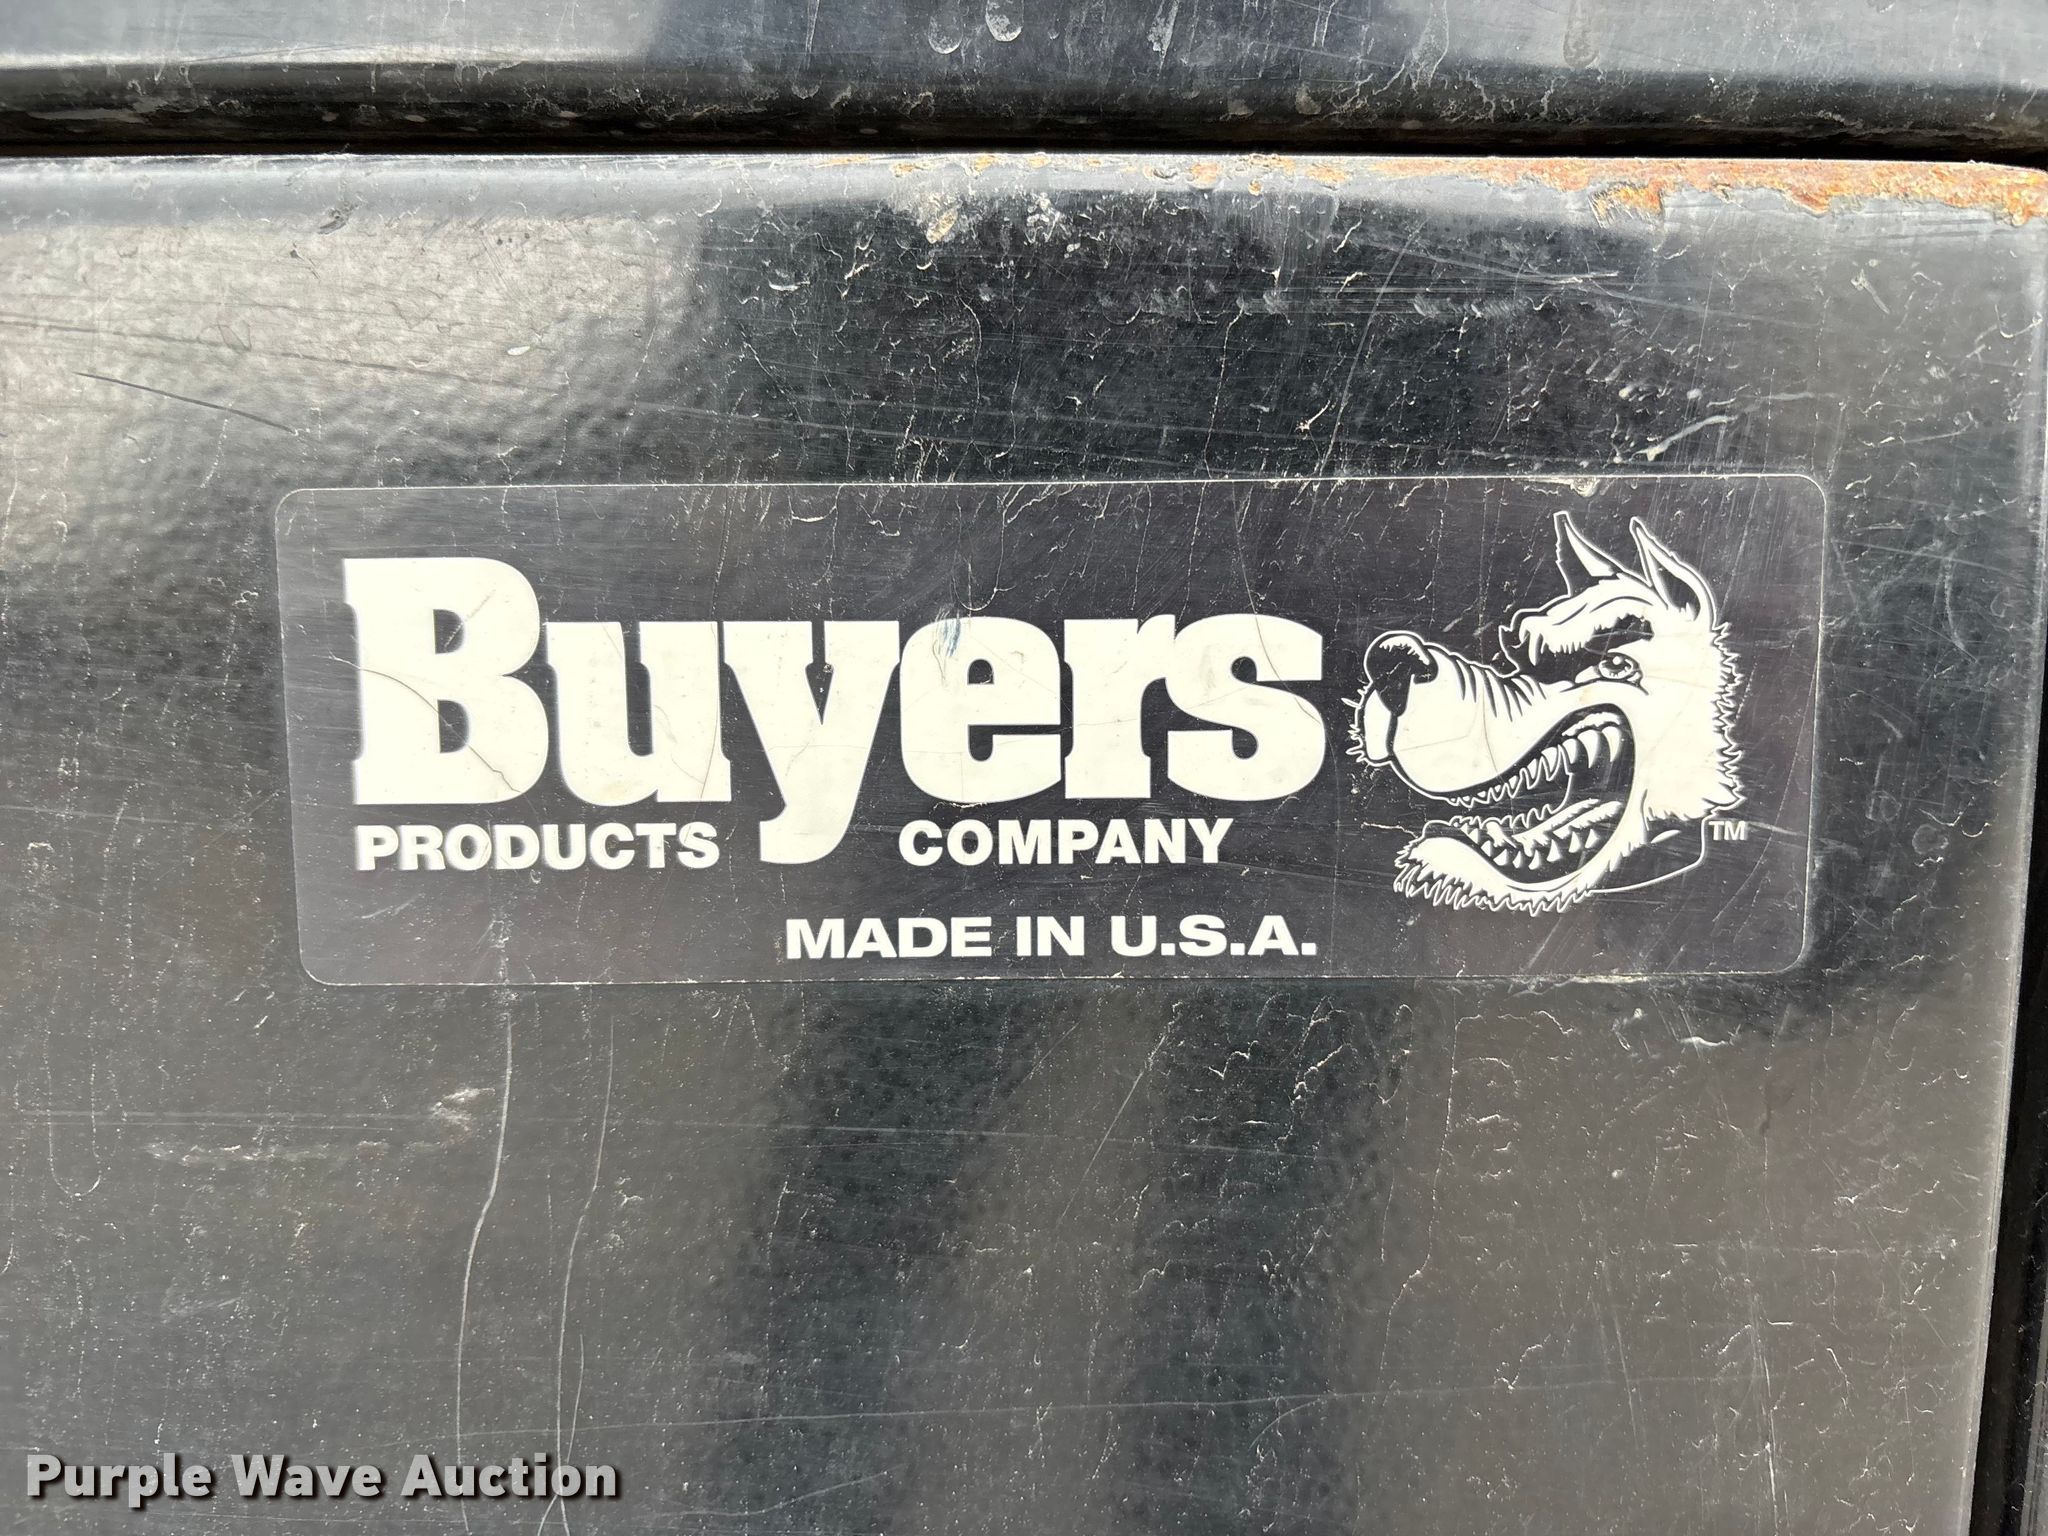 Buyers
PRODUCTS COMPANY
TM
MADE IN U.S.A.
Purple Wave Auction